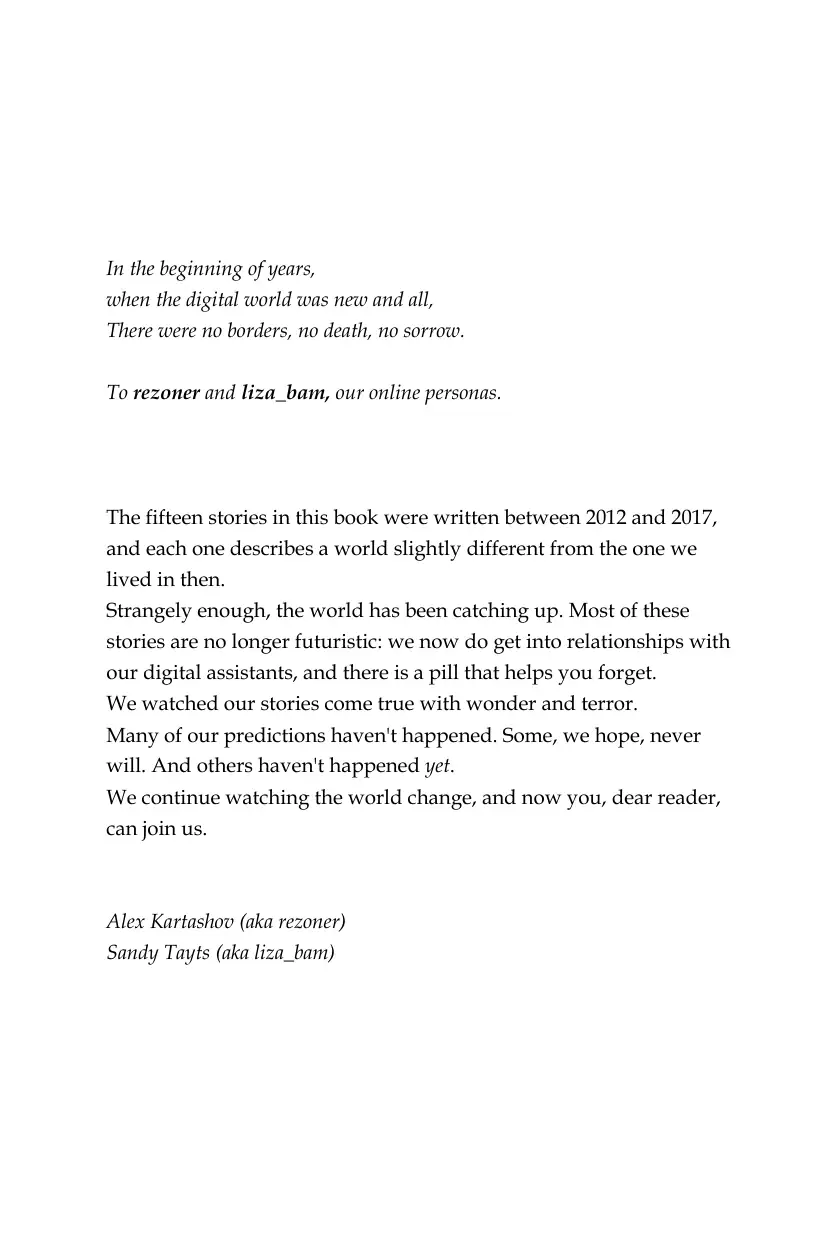 In the beginning of years,
when the digital world was new and all,
There were no borders, no death, no sorrow.
To rezoner and liza_bam, our online personas.
The fifteen stories in this book were written between 2012 and 2017,
and each one describes a world slightly different from the one we
lived in then.
Strangely enough, the world has been catching up. Most of these
stories are no longer futuristic: we now do get into relationships with
our digital assistants, and there is a pill that helps you forget.
We watched our stories come true with wonder and terror.
Many of our predictions haven't happened. Some, we hope, never
will. And others haven't happened yet.
We continue watching the world change, and now you, dear reader,
can join us.
Alex Kartashov (aka rezoner)
Sandy Tayts (aka liza_bam)